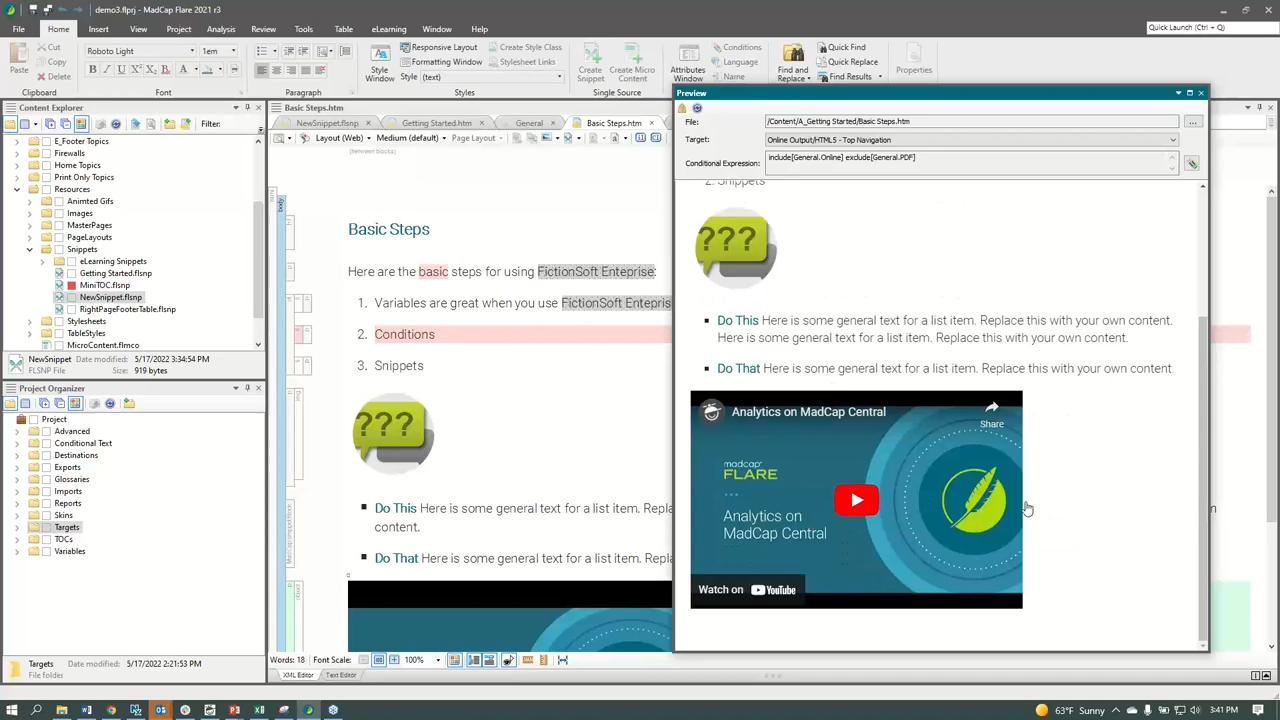 demo3.flprj - MadCap Flare 2021 r3
File Home Insert View Project Analysis Review Tools Table eLearning Window Help
Quick Launch (Ctrl + Q)
Paste
Cut
Copy
Delete
Clipboard
Roboto Light
1em
Font
Paragraph
Style Window
Responsive Layout
Formatting Window
Style (text)
Create Style Class
Stylesheet Links
Styles
Create Snippet
Create Micro Content
Conditions
Language
Name
Single Source
Attributes Window
Attributes
Find and Replace
Quick Find
Quick Replace
Find Results
Properties
Content Explorer
Filter:
E_Footer Topics
Firewalls
Home Topics
Print Only Topics
Resources
Animted Gifs
Images
MasterPages
PageLayouts
Snippets
eLearning Snippets
Getting Started.flsnp
MiniTOC.flsnp
NewSnippet.flsnp
RightPageFooterTable.flsnp
Stylesheets
TableStyles
MicroContent.flmco
NewSnippet Date modified: 5/17/2022 3:34:54 PM
FLSNP File Size: 919 bytes
Project Organizer
Project
Advanced
Conditional Text
Destinations
Exports
Glossaries
Imports
Reports
Skins
Targets
TOCs
Variables
Targets Date modified: 5/17/2022 2:21:53 PM
File folder
Basic Steps.htm
NewSnippet.flsnp Getting Started.htm General Basic Steps.htm
Layout (Web) Medium (default) Page Layout
body
Basic Steps
Here are the basic steps for using FictionSoft Enteprise:
1. Variables are great when you use FictionSoft Enterpris
2. Conditions
3. Snippets
???
Do This Here is some general text for a list item. Repla
content.
Do That Here is some general text for a list item. Repla
Words: 18 Font Scale: 100%
XML Editor Text Editor
Preview
File: /Content/A_Getting Started/Basic Steps.htm
Target: Online Output/HTML5 - Top Navigation
Conditional Expression: include[General.Online] exclude[General.PDF]
2. Snippets
???
Do This Here is some general text for a list item. Replace this with your own content.
Here is some general text for a list item. Replace this with your own content.
Do That Here is some general text for a list item. Replace this with your own content.
Analytics on MadCap Central
Share
madcap
FLARE
Analytics on
MadCap Central
Watch on YouTube
63°F Sunny
3:41 PM